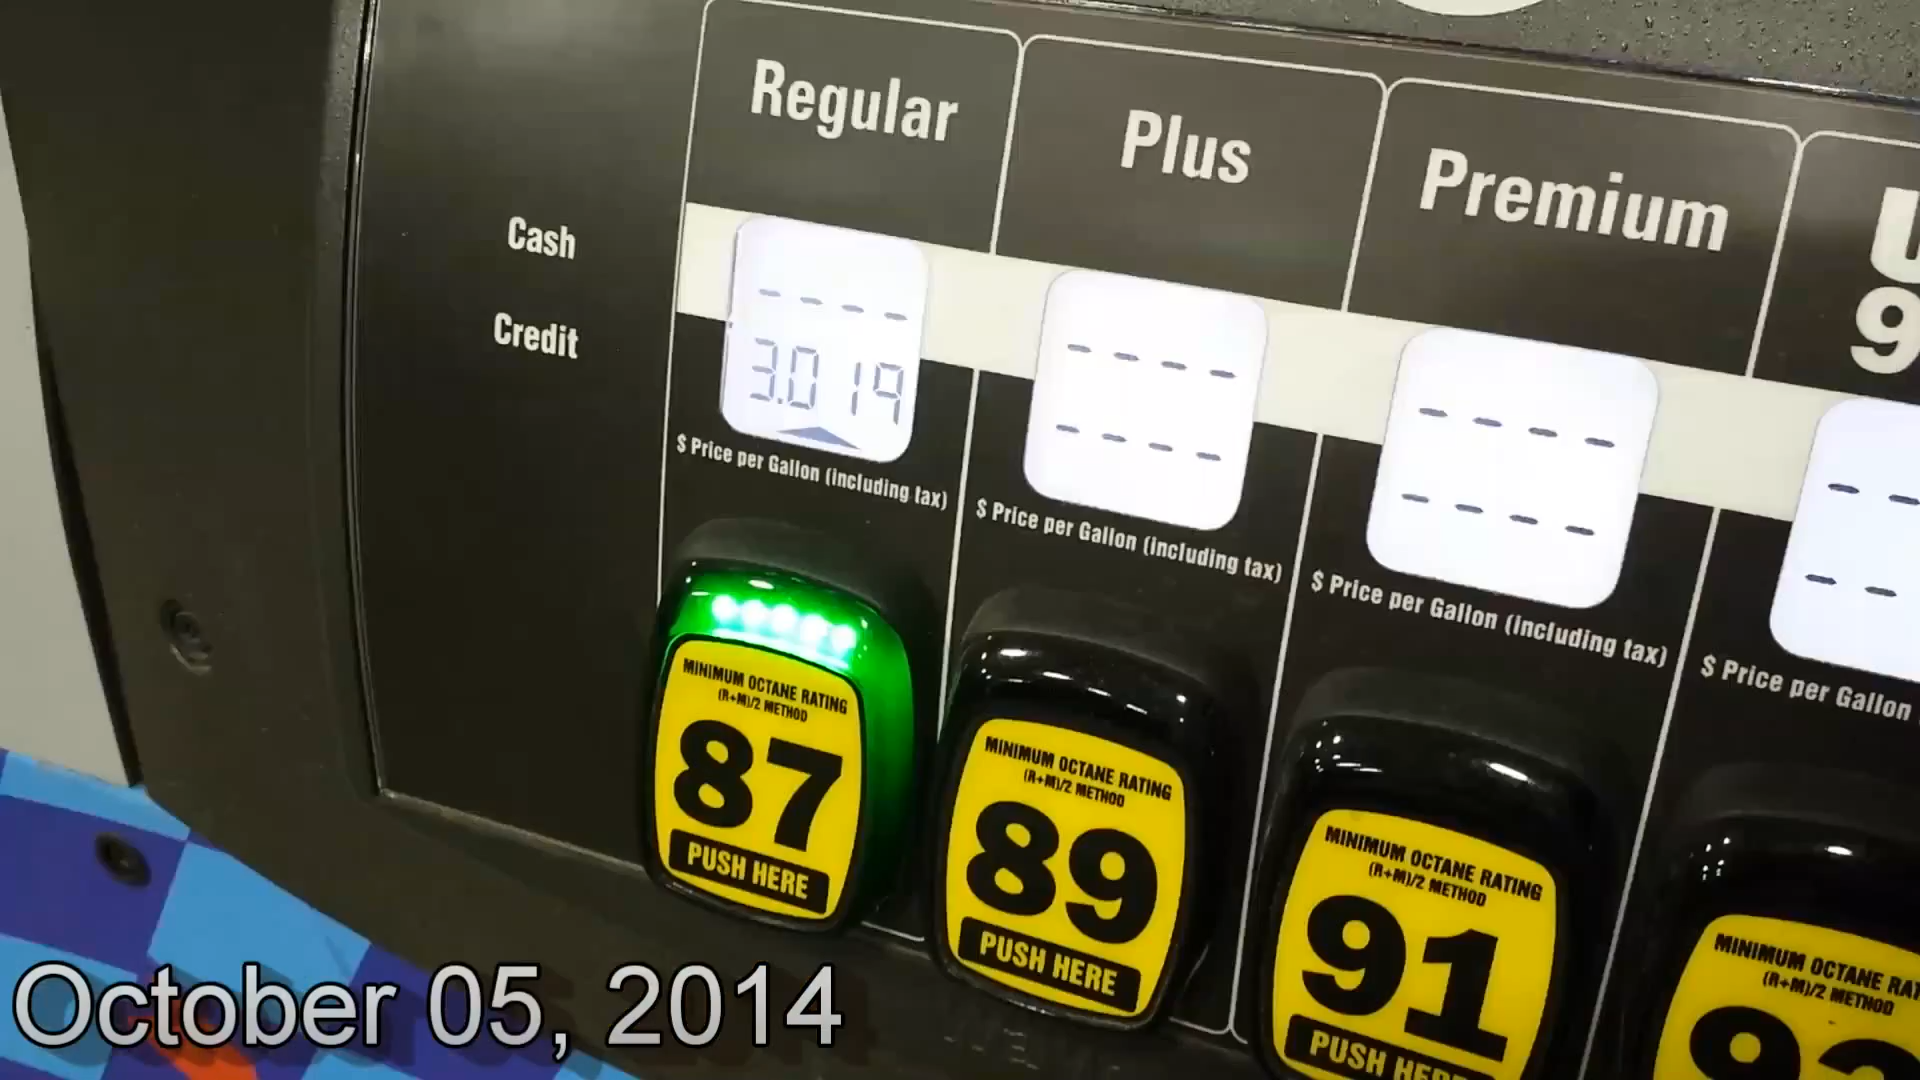 Regular
Plus
Premium
Cash
- - - -
- - - -
- - - -
Credit
3.019
- - - -
- - - -
$ Price per Gallon (including tax)
$ Price per Gallon (including tax)
$ Price per Gallon (including tax)
$ Price per Gallon
MINIMUM OCTANE RATING
(R+M)/2 METHOD
87
PUSH HERE
MINIMUM OCTANE RATING
(R+M)/2 METHOD
89
PUSH HERE
MINIMUM OCTANE RATING
(R+M)/2 METHOD
91
PUSH HERE
MINIMUM OCTANE RAT
(R+M)/2 METHOD
October 05, 2014